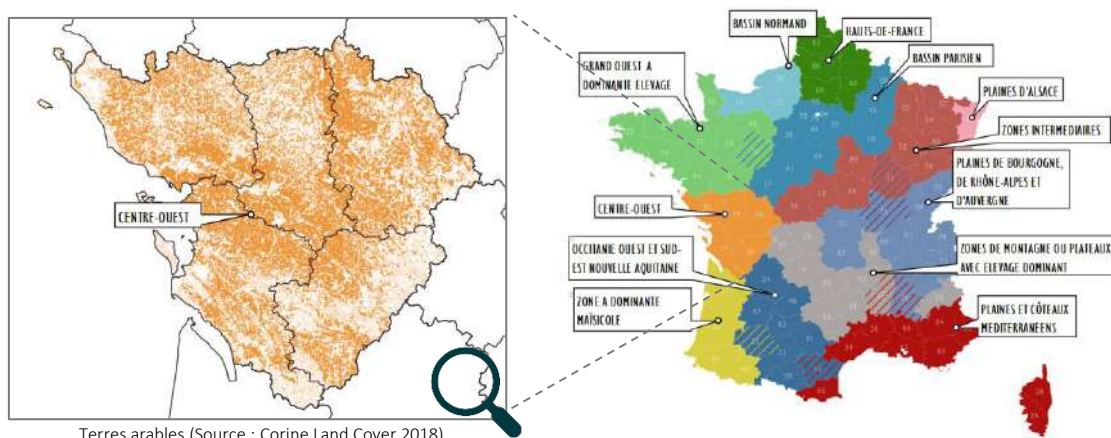 CENTRE-OUEST
Terres arables (Source : Corine Land Cover 2018)
BASSIN NORMAND
HAUTS-DE-FRANCE
GRAND OUEST A
DOMINANTE ELEVAGE
BASSIN PARISIEN
PLAINES D'ALSACE
ZONES INTERMEDIAIRES
PLAINES DE BOURGOGNE,
DE RHÔNE-ALPES ET
D'AUVERGNE
CENTRE-OUEST
OCCITANIE OUEST ET SUD-
EST NOUVELLE AQUITAINE
ZONES DE MONTAGNE OU PLATEAUX
AVEC ELEVAGE DOMINANT
ZONE A DOMINANTE
MAÏSICOLE
PLAINES ET CÔTEAUX
MEDITERRANEENS